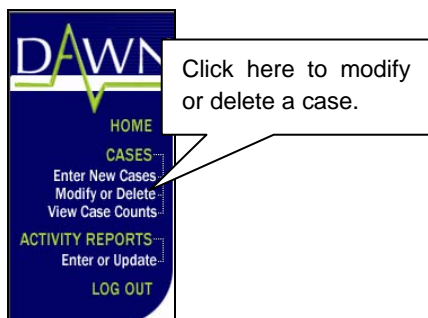 DAWN
Click here to modify
or delete a case.
HOME
CASES
Enter New Cases
Modify or Delete
View Case Counts
ACTIVITY REPORTS
Enter or Update
LOG OUT